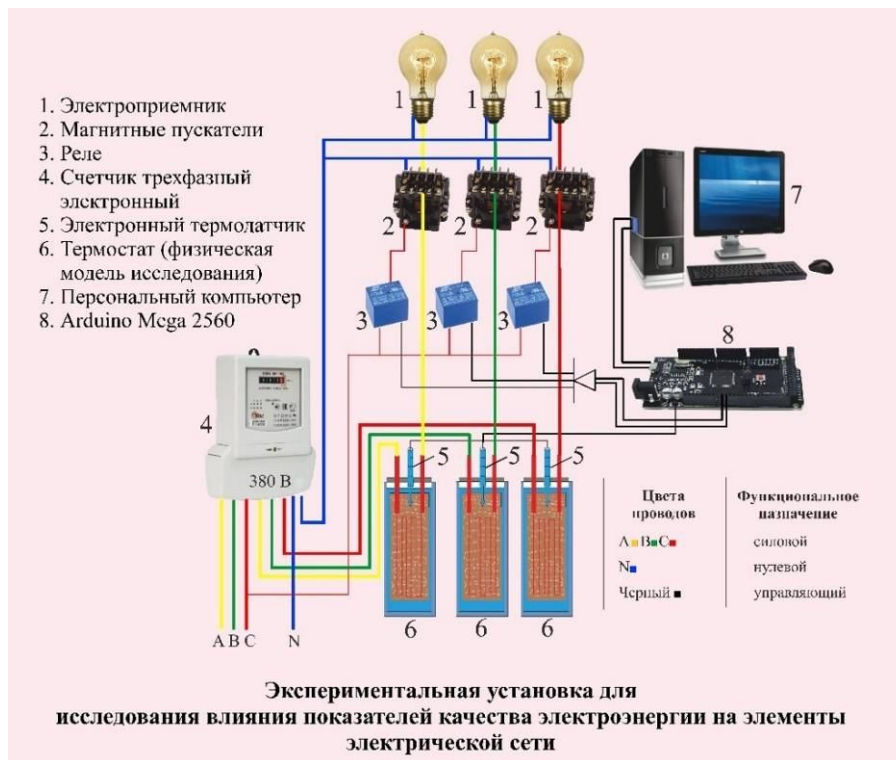 1 1 1
1. Электроприемник
2. Магнитные пускатели
3. Реле
4. Счетчик трехфазный
электронный
5. Электронный термодатчик
6. Термостат (физическая
модель исследования)
7. Персональный компьютер
8. Arduino Mega 2560
2 2 2
7
3 3 3
8
4
380 В
5 5 5
Цвета
проводов
Функциональное
назначение
A B C
силовой
N
нулевой
Черный
управляющий
6 6 6
A B C N
Экспериментальная установка для
исследования влияния показателей качества электроэнергии на элементы
электрической сети